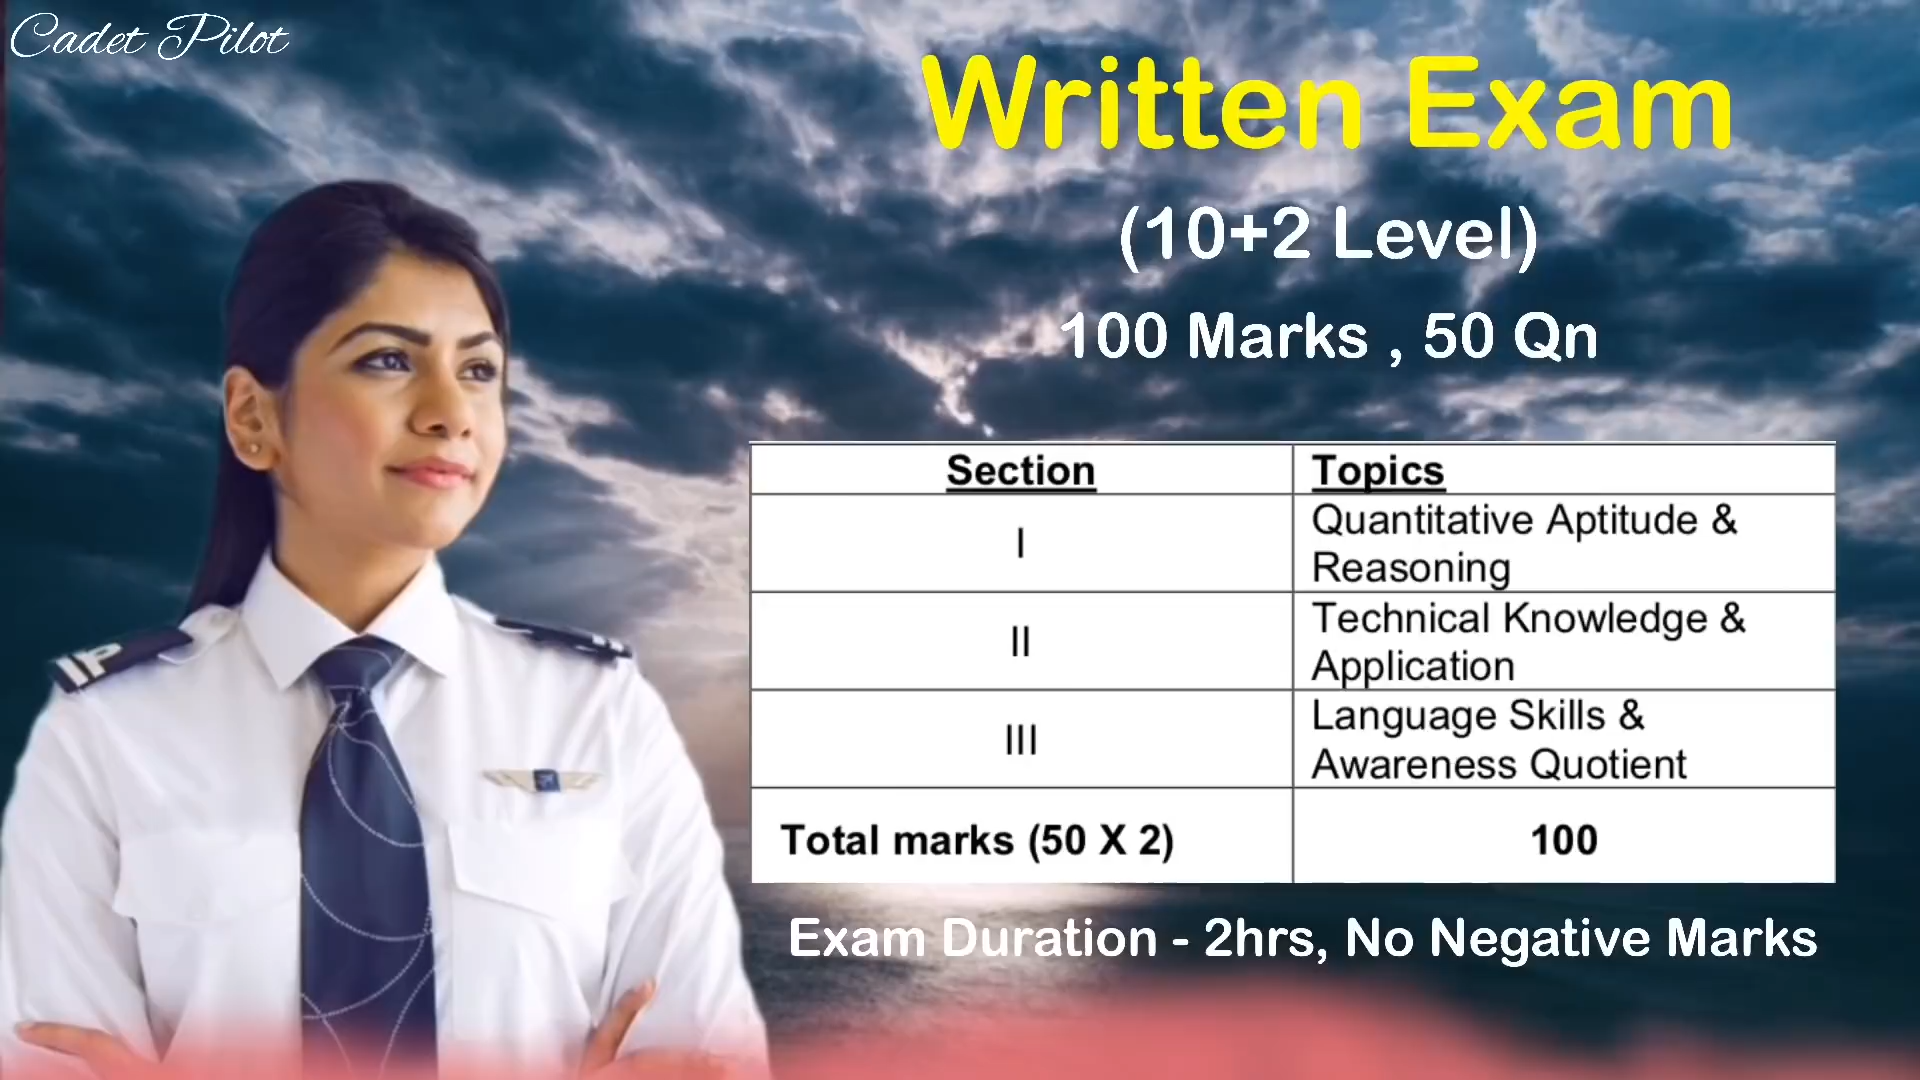 Cadet Pilot
Written Exam
(10+2 Level)
100 Marks , 50 Qn
Section
Topics
I
Quantitative Aptitude &
Reasoning
II
Technical Knowledge &
Application
III
Language Skills &
Awareness Quotient
Total marks (50 X 2)
100
Exam Duration - 2hrs, No Negative Marks